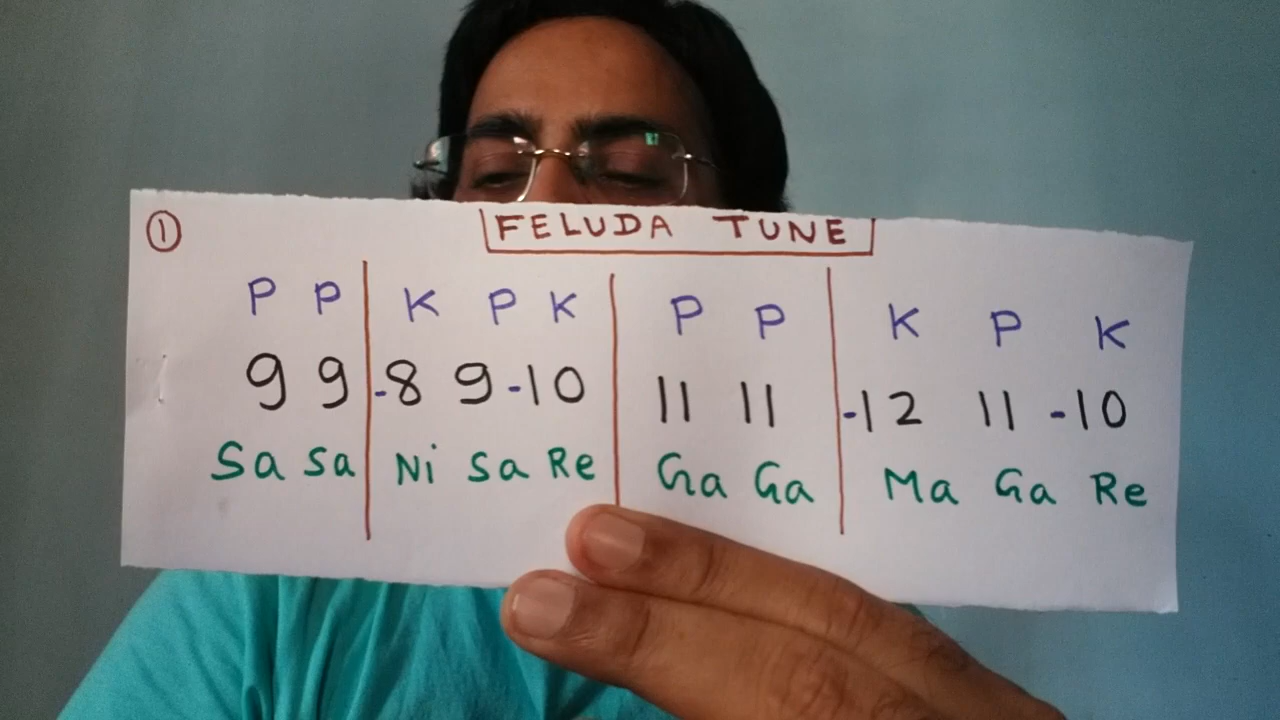 ①
FELUDA TUNE
P P | K P K | P P | K P K
9 9 | -8 9 -10 | 11 11 | -12 11 -10
Sa Sa | Ni Sa Re | Ga Ga | Ma Ga Re